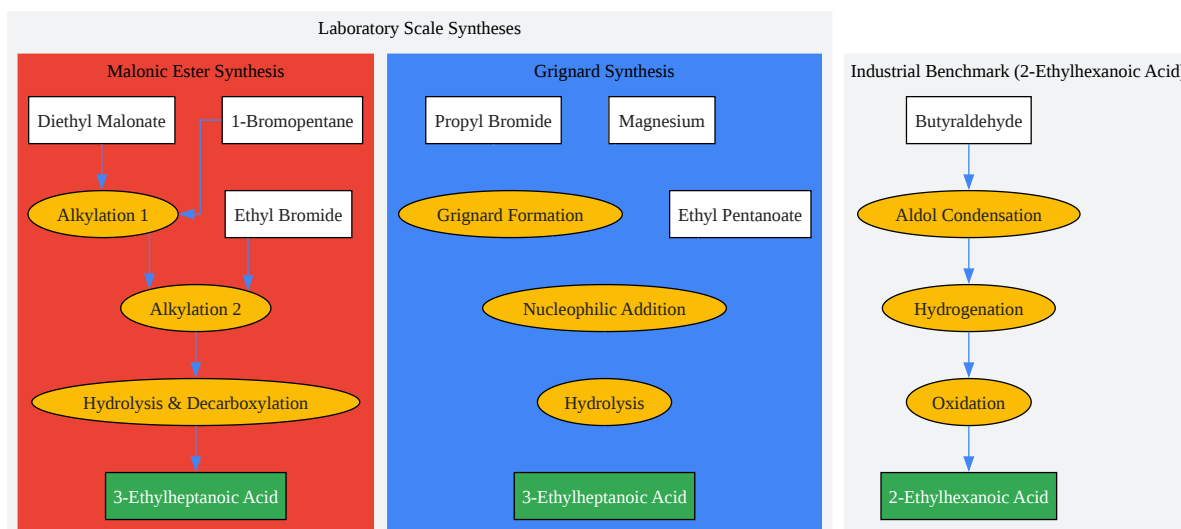 Laboratory Scale Syntheses
Malonic Ester Synthesis
Diethyl Malonate
1-Bromopentane
Alkylation 1
Ethyl Bromide
Alkylation 2
Hydrolysis & Decarboxylation
3-Ethylheptanoic Acid
Grignard Synthesis
Propyl Bromide
Magnesium
Grignard Formation
Ethyl Pentanoate
Nucleophilic Addition
Hydrolysis
3-Ethylheptanoic Acid
Industrial Benchmark (2-Ethylhexanoic Acid)
Butyraldehyde
Aldol Condensation
Hydrogenation
Oxidation
2-Ethylhexanoic Acid